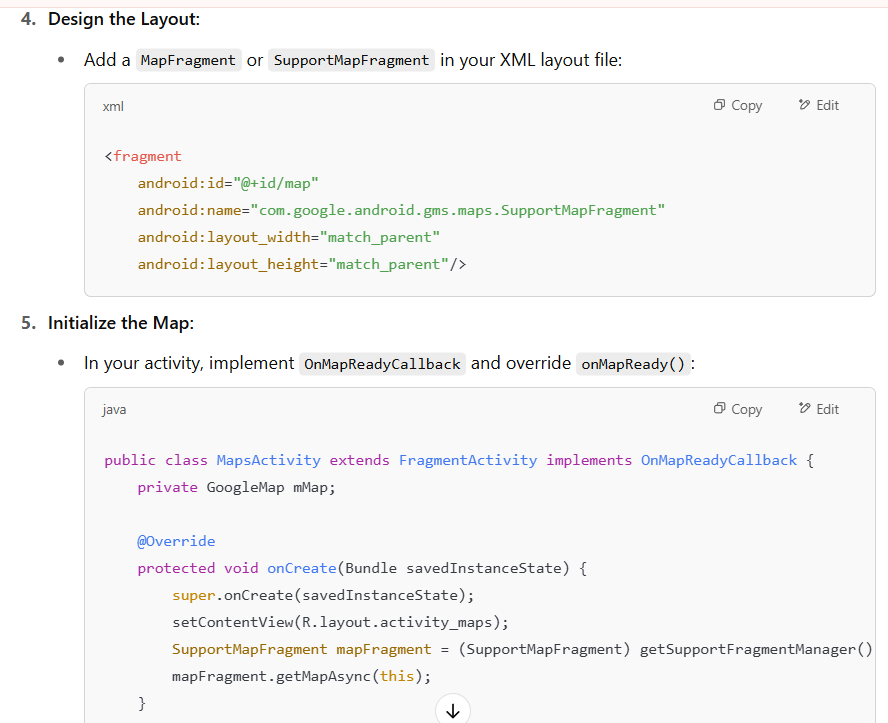 4. Design the Layout:
• Add a MapFragment or SupportMapFragment in your XML layout file:
xml Copy Edit
<fragment
    android:id="@+id/map"
    android:name="com.google.android.gms.maps.SupportMapFragment"
    android:layout_width="match_parent"
    android:layout_height="match_parent"/>
5. Initialize the Map:
• In your activity, implement OnMapReadyCallback and override onMapReady():
java Copy Edit
public class MapsActivity extends FragmentActivity implements OnMapReadyCallback {
    private GoogleMap mMap;
    @Override
    protected void onCreate(Bundle savedInstanceState) {
        super.onCreate(savedInstanceState);
        setContentView(R.layout.activity_maps);
        SupportMapFragment mapFragment = (SupportMapFragment) getSupportFragmentManager()
        mapFragment.getMapAsync(this);
    }